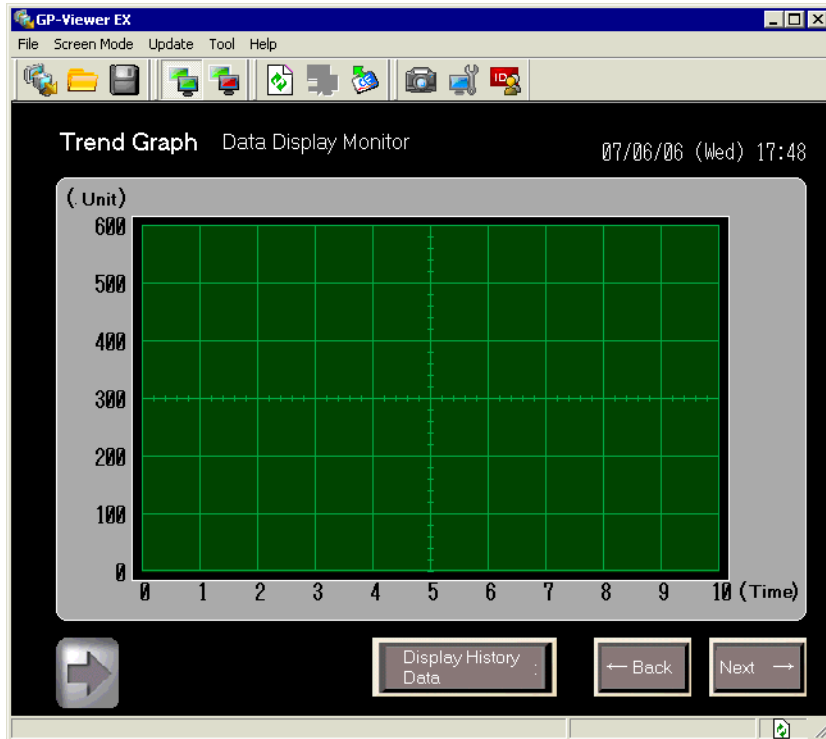 GP-Viewer EX
File Screen Mode Update Tool Help
ID
Trend Graph Data Display Monitor
07/06/06 (Wed) 17:48
(. Unit)
600
500
400
300
200
100
0
0 1 2 3 4 5 6 7 8 9 10 (Time)
Display History :
Data
← Back
Next →